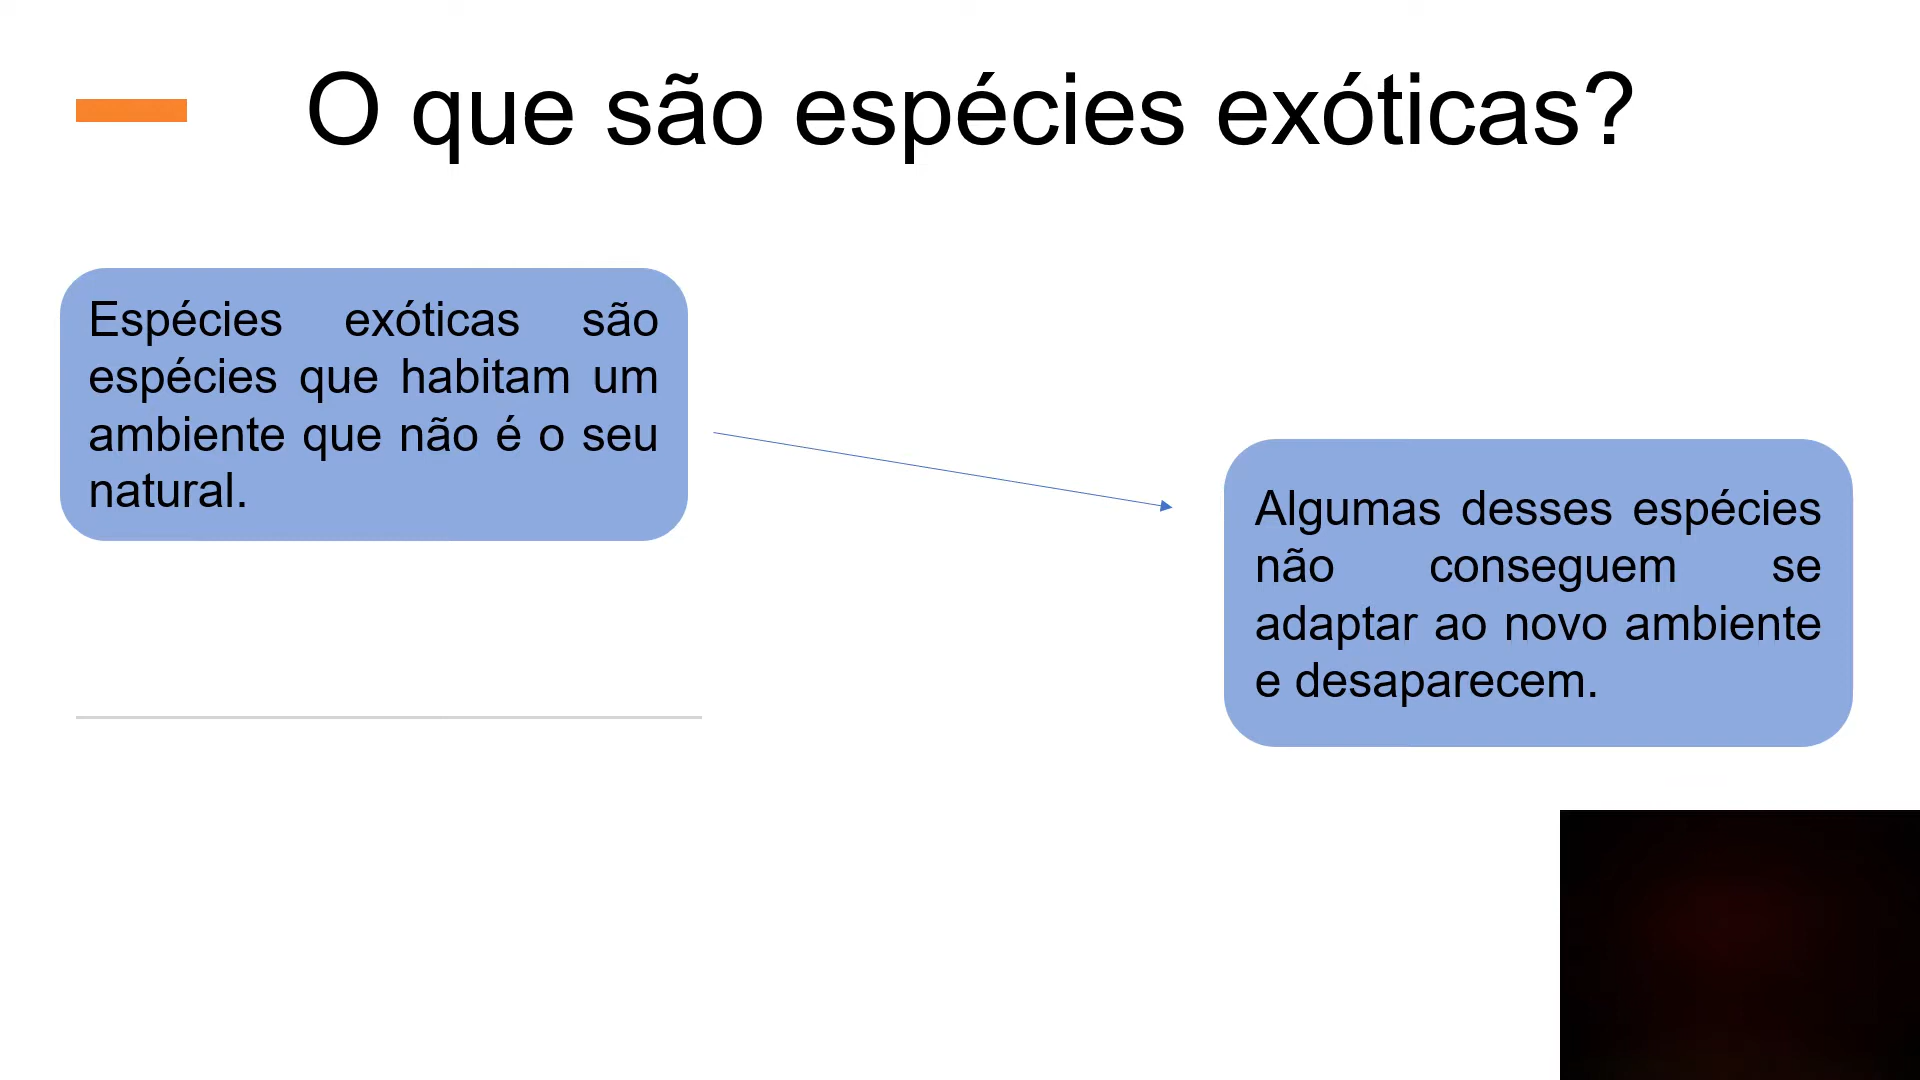 O que são espécies exóticas?
Espécies exóticas são
espécies que habitam um
ambiente que não é o seu
natural.
Algumas desses espécies
não conseguem se
adaptar ao novo ambiente
e desaparecem.